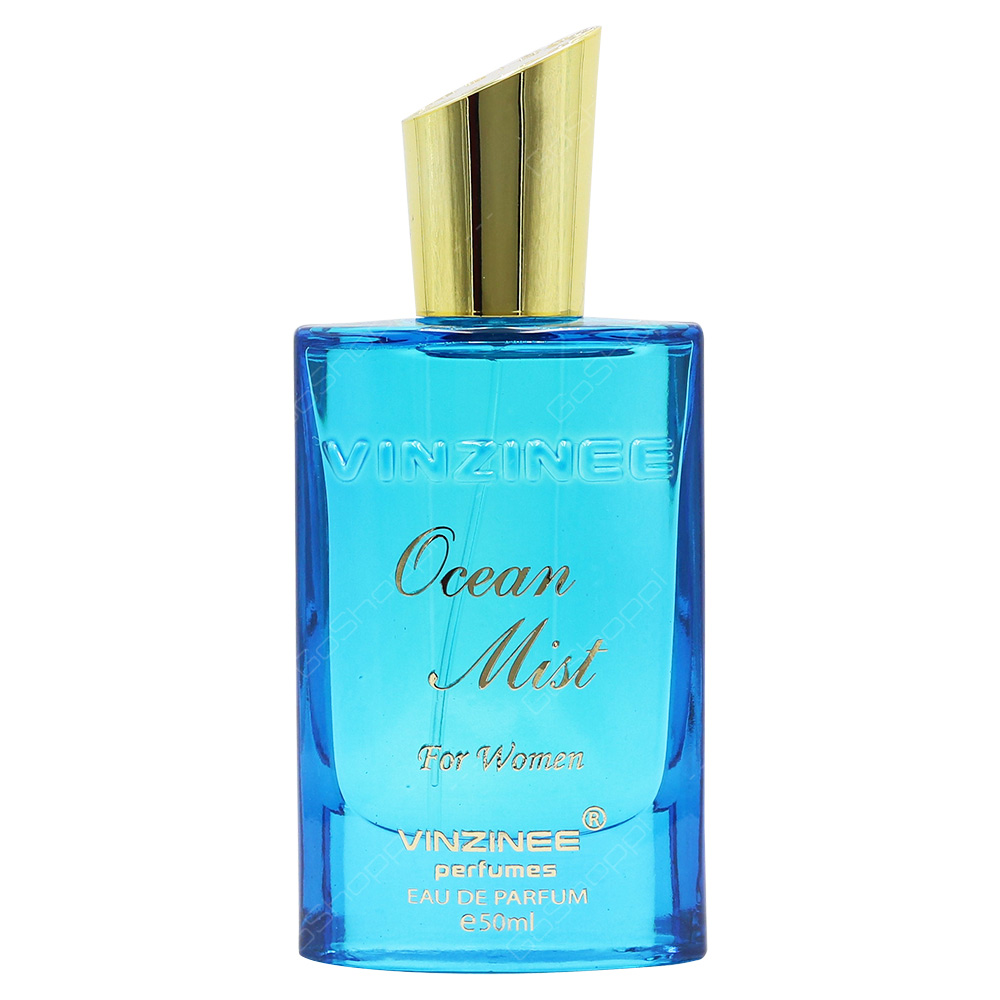 VINZINEE
Ocean
Mist
For Women
VINZINEE®
perfumes
EAU DE PARFUM
e50ml